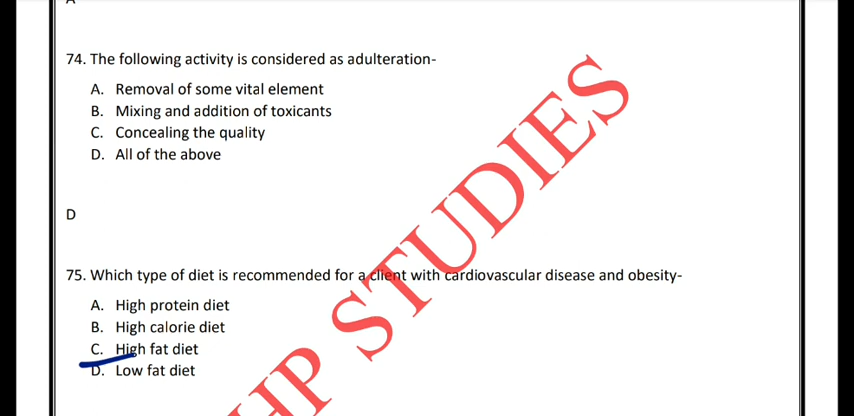 74. The following activity is considered as adulteration-
A. Removal of some vital element
B. Mixing and addition of toxicants
C. Concealing the quality
D. All of the above
D
75. Which type of diet is recommended for a client with cardiovascular disease and obesity-
A. High protein diet
B. High calorie diet
C. High fat diet
D. Low fat diet
HP STUDIES